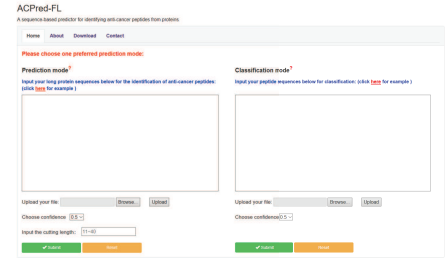 ACPred-FL
A sequence-based predictor for identifying anti-cancer peptides from proteins
Home About Download Contact
Please choose one preferred prediction mode:
Prediction mode?
Input your long protein sequences below for the identification of anti-cancer peptides: (click here for example )
Upload your file: Browse... Upload
Choose confidence 0.5
Input the cutting length: 11~40
Submit Reset
Classification mode?
Input your peptide sequences below for classification: (click here for example )
Upload your file: Browse... Upload
Choose confidence 0.5
Submit Reset